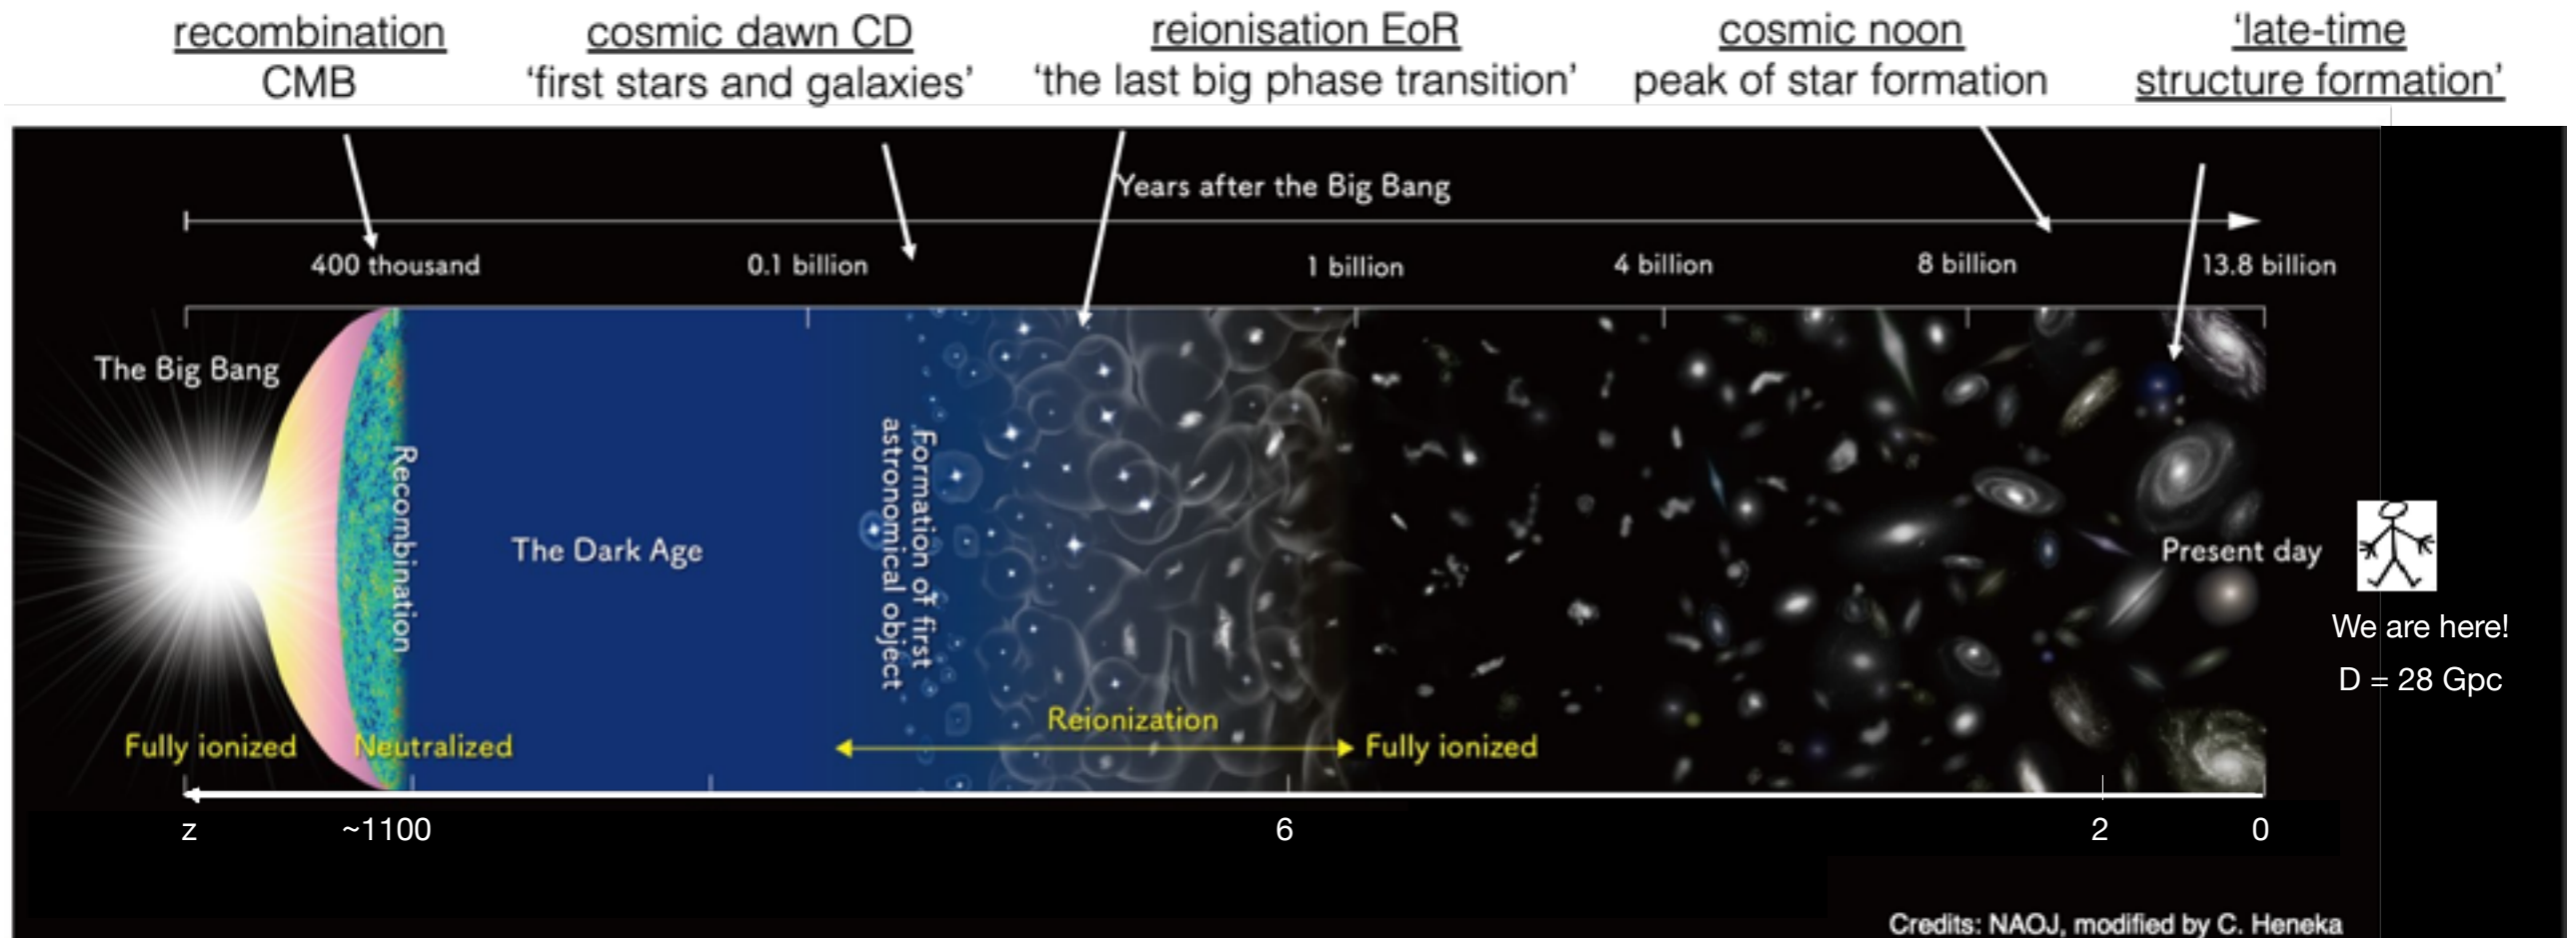 recombination
CMB
cosmic dawn CD
‘first stars and galaxies’
reionisation EoR
‘the last big phase transition’
cosmic noon
peak of star formation
‘late-time
structure formation’
Years after the Big Bang
400 thousand
0.1 billion
1 billion
4 billion
8 billion
13.8 billion
The Big Bang
Recombination
The Dark Age
Formation of first
astronomical object
Present day
We are here!
D = 28 Gpc
Fully ionized
Neutralized
Reionization
Fully ionized
z
~1100
6
2
0
Credits: NAOJ, modified by C. Heneka